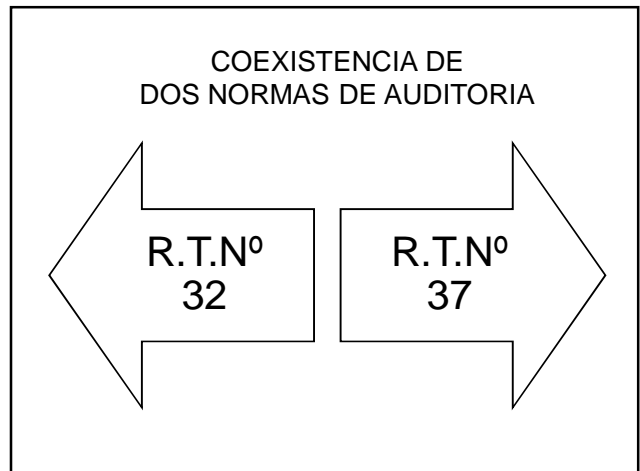 COEXISTENCIA DE
DOS NORMAS DE AUDITORIA
R.T.Nº
32
R.T.Nº
37